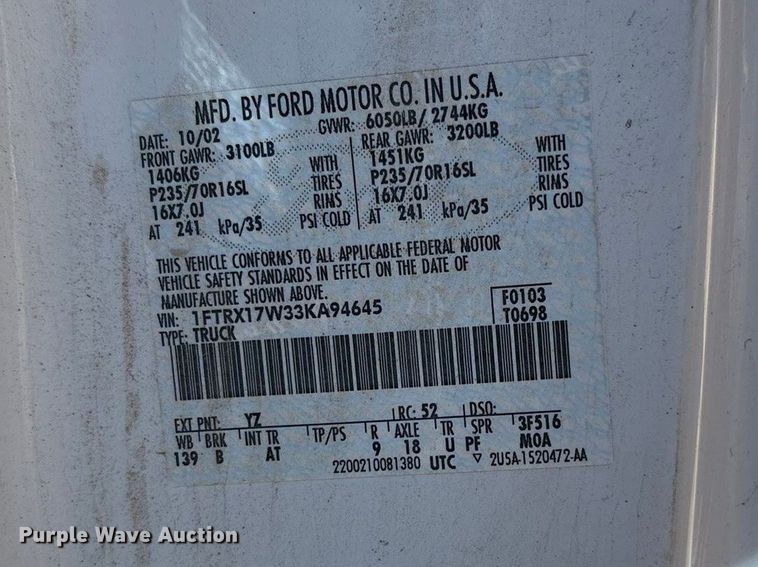 MFD. BY FORD MOTOR CO. IN U.S.A.
DATE: 10/02 GVWR: 6050LB/ 2744KG
FRONT GAWR: 3100LB REAR GAWR: 3200LB
1406KG WITH 1451KG WITH
P235/70R16SL TIRES P235/70R16SL TIRES
16X7.0J RIMS 16X7.0J RIMS
AT 241 kPa/35 PSI COLD AT 241 kPa/35 PSI COLD
THIS VEHICLE CONFORMS TO ALL APPLICABLE FEDERAL MOTOR
VEHICLE SAFETY STANDARDS IN EFFECT ON THE DATE OF
MANUFACTURE SHOWN ABOVE.
VIN: 1FTRX17W33KA94645 F0103
TYPE: TRUCK T0698
EXT PNT: YZ RC: 52 DSO:
WB BRK INT TR TP/PS R AXLE TR SPR 3F516
139 B AT 9 18 U PF MOA
2200210081380 UTC ▽ 2U5A-1520472-AA
Purple Wave Auction